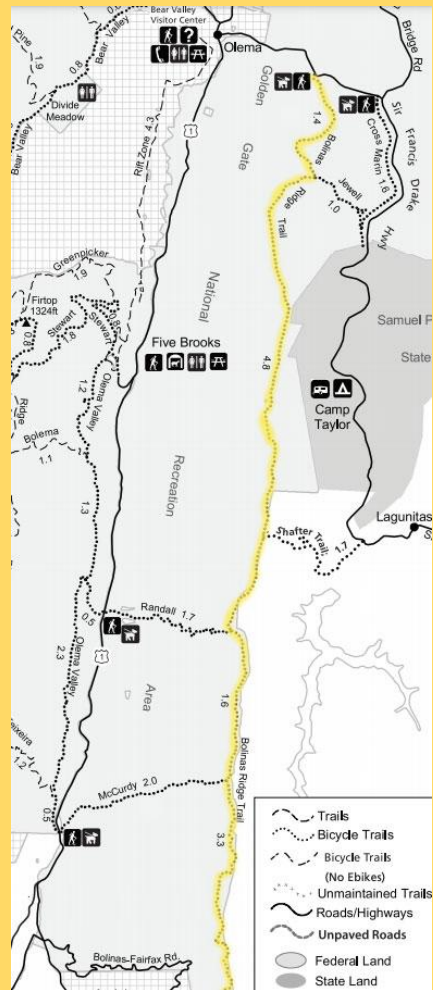 Bear Valley
Visitor Center
Olema
?
Bridge Rd
Pine
1.9
0.8
Bear Valley
Bear Valley
Divide
Meadow
Rift Zone 4.3
1
Golden
Gate
National
Recreation
Area
1.4
Bolinas
Ridge
Trail
Cross Marin
1.6
Sir
Francis
Drake
Hwy
Jewell
1.0
Greenpicker
1.9
Firtop
1324ft
0.8
Stewart
Stewart
1.8
0.8
Olema Valley
1.2
Ridge
Bolema
1.1
1.3
Five Brooks
4.8
Samuel P
State
Camp
Taylor
Lagunitas
Shafter Trail:
1.7
Randall 1.7
0.5
1
2.3
Olema Valley
1.6
Bolinas Ridge Trail
eixeira
1.2
0.5
McCurdy 2.0
3.3
Bolinas-Fairfax Rd.
Trails
Bicycle Trails
Bicycle Trails
(No Ebikes)
Unmaintained Trails
Roads/Highways
Unpaved Roads
Federal Land
State Land